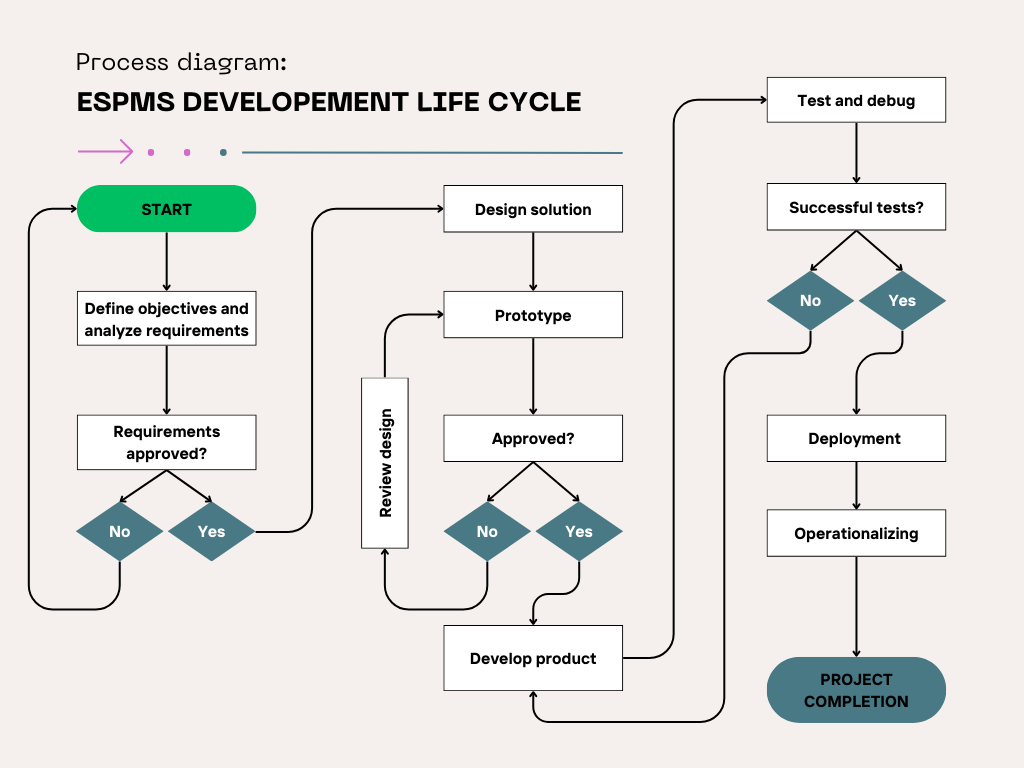 Process diagram:
ESPMS DEVELOPEMENT LIFE CYCLE
START
Define objectives and
analyze requirements
Requirements
approved?
No
Yes
Design solution
Prototype
Review design
Approved?
No
Yes
Develop product
Test and debug
Successful tests?
No
Yes
Deployment
Operationalizing
PROJECT
COMPLETION